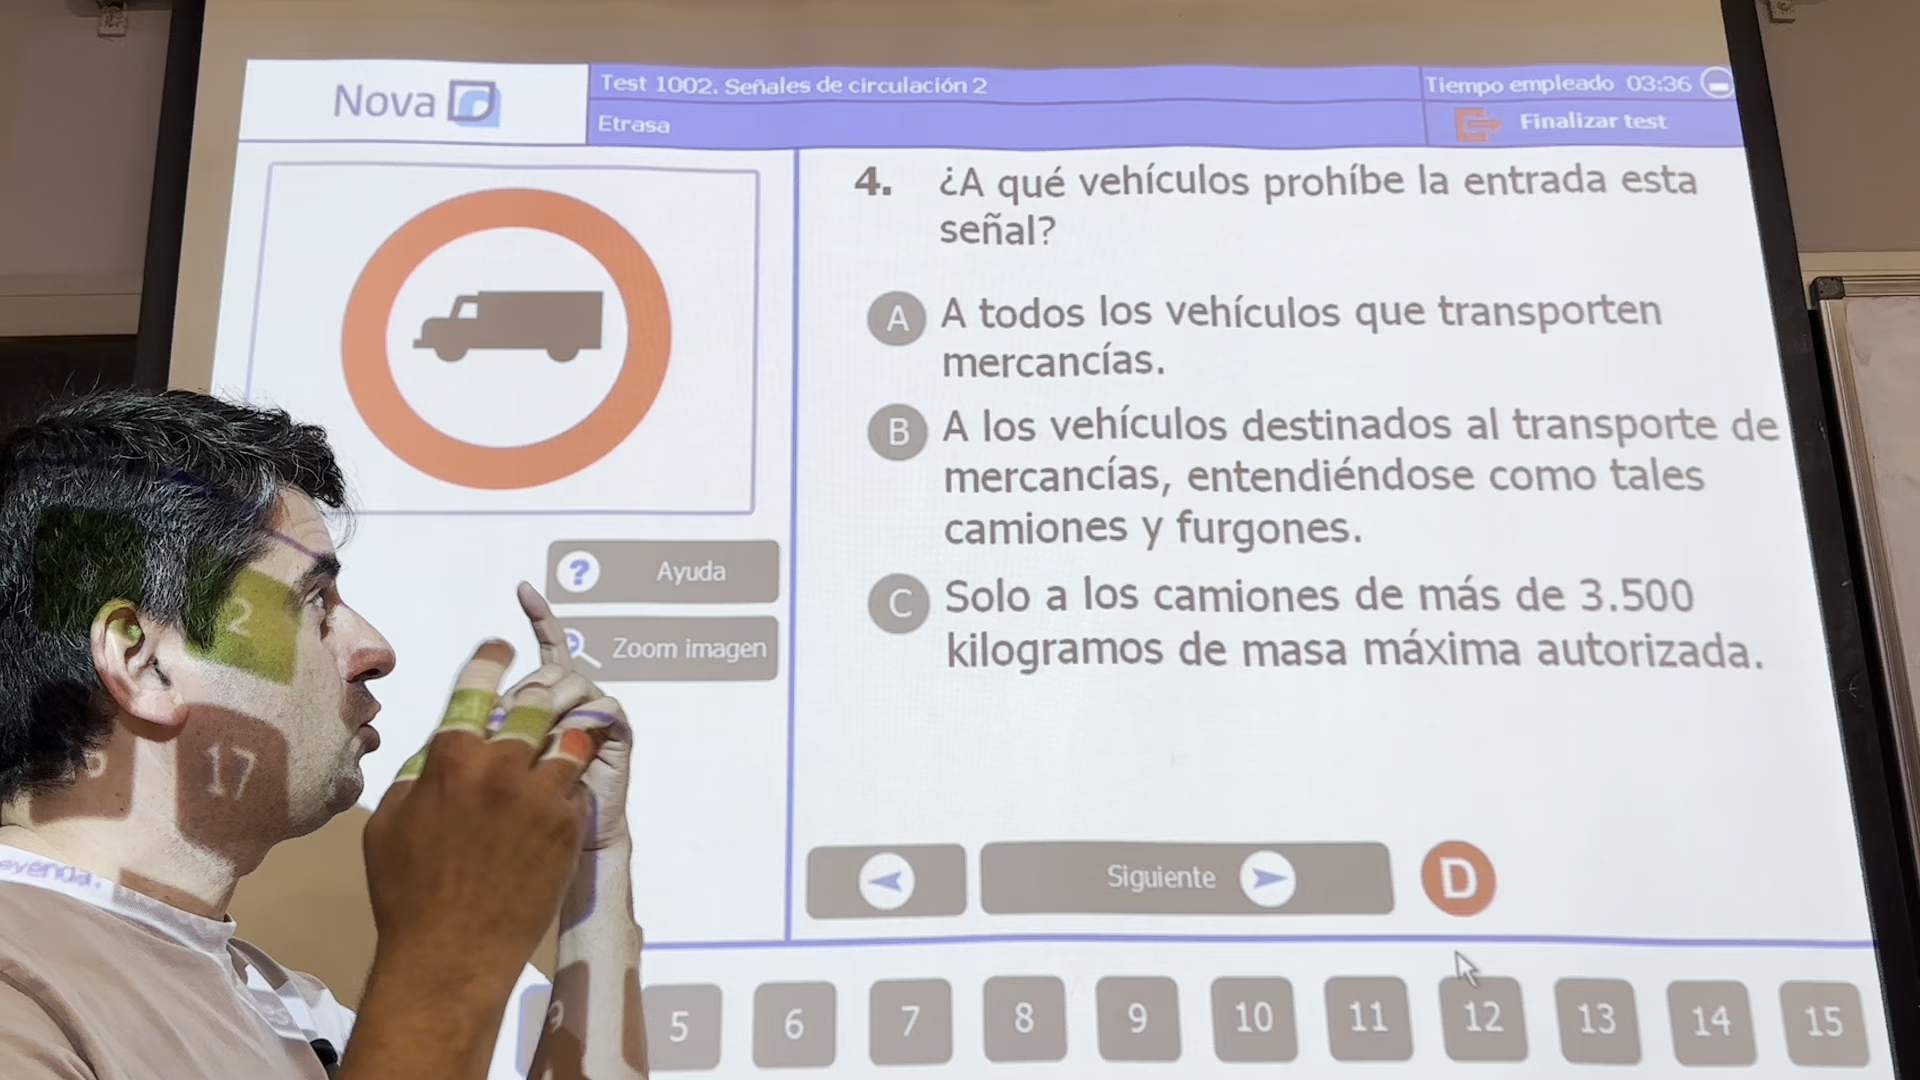 Nova
Test 1002. Señales de circulación 2
Tiempo empleado 03:36
Etrasa
Finalizar test
4. ¿A qué vehículos prohíbe la entrada esta
señal?
A A todos los vehículos que transporten
mercancías.
B A los vehículos destinados al transporte de
mercancías, entendiéndose como tales
camiones y furgones.
C Solo a los camiones de más de 3.500
kilogramos de masa máxima autorizada.
? Ayuda
Zoom imagen
2
17
Siguiente
D
5 6 7 8 9 10 11 12 13 14 15